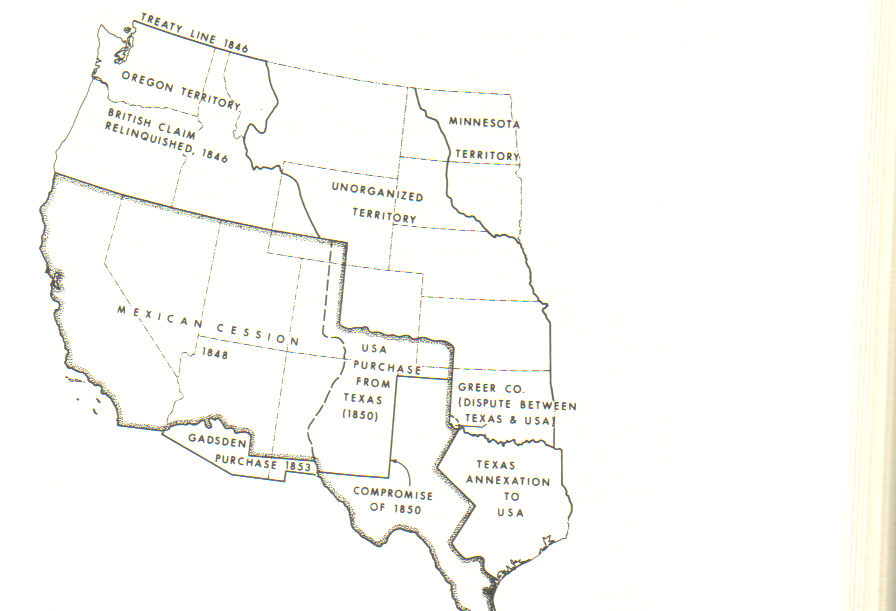 TREATY LINE 1846
OREGON TERRITORY
BRITISH CLAIM
RELINQUISHED, 1846
MINNESOTA
TERRITORY
UNORGANIZED
TERRITORY
MEXICAN CESSION
1848
USA
PURCHASE
FROM
TEXAS
(1850)
GREER CO.
(DISPUTE BETWEEN
TEXAS & USA)
GADSDEN
PURCHASE 1853
COMPROMISE
OF 1850
TEXAS
ANNEXATION
TO
USA